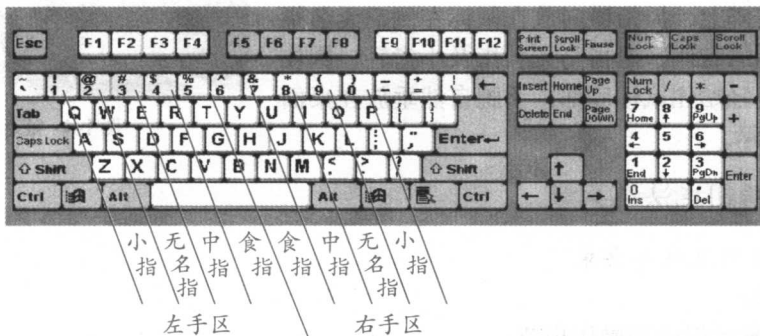 Esc F1 F2 F3 F4 F5 F6 F7 F8 F9 F10 F11 F12 Print Screen Scroll Lock Pause Num Lock Caps Lock Scroll Lock
~ ` ! 1 @ 2 # 3 $ 4 % 5 ^ 6 & 7 * 8 ( 9 ) 0 _ - + = | \ ← Insert Home Page Up Num Lock / * -
Tab Q W E R T Y U I O P { [ } ] Delete End Page Down 7 Home 8 ↑ 9 PgUp +
Caps Lock A S D F G H J K L : ; " , Enter↵ 4 ← 5 6 →
⇧ Shift Z X C V B N M < , > . ? / ⇧ Shift ↑ 1 End 2 ↓ 3 PgDn Enter
Ctrl Alt Alt Ctrl ← ↓ → 0 Ins . Del
小指 无名指 中指 食指 食指 中指 无名指 小指
左手区 右手区